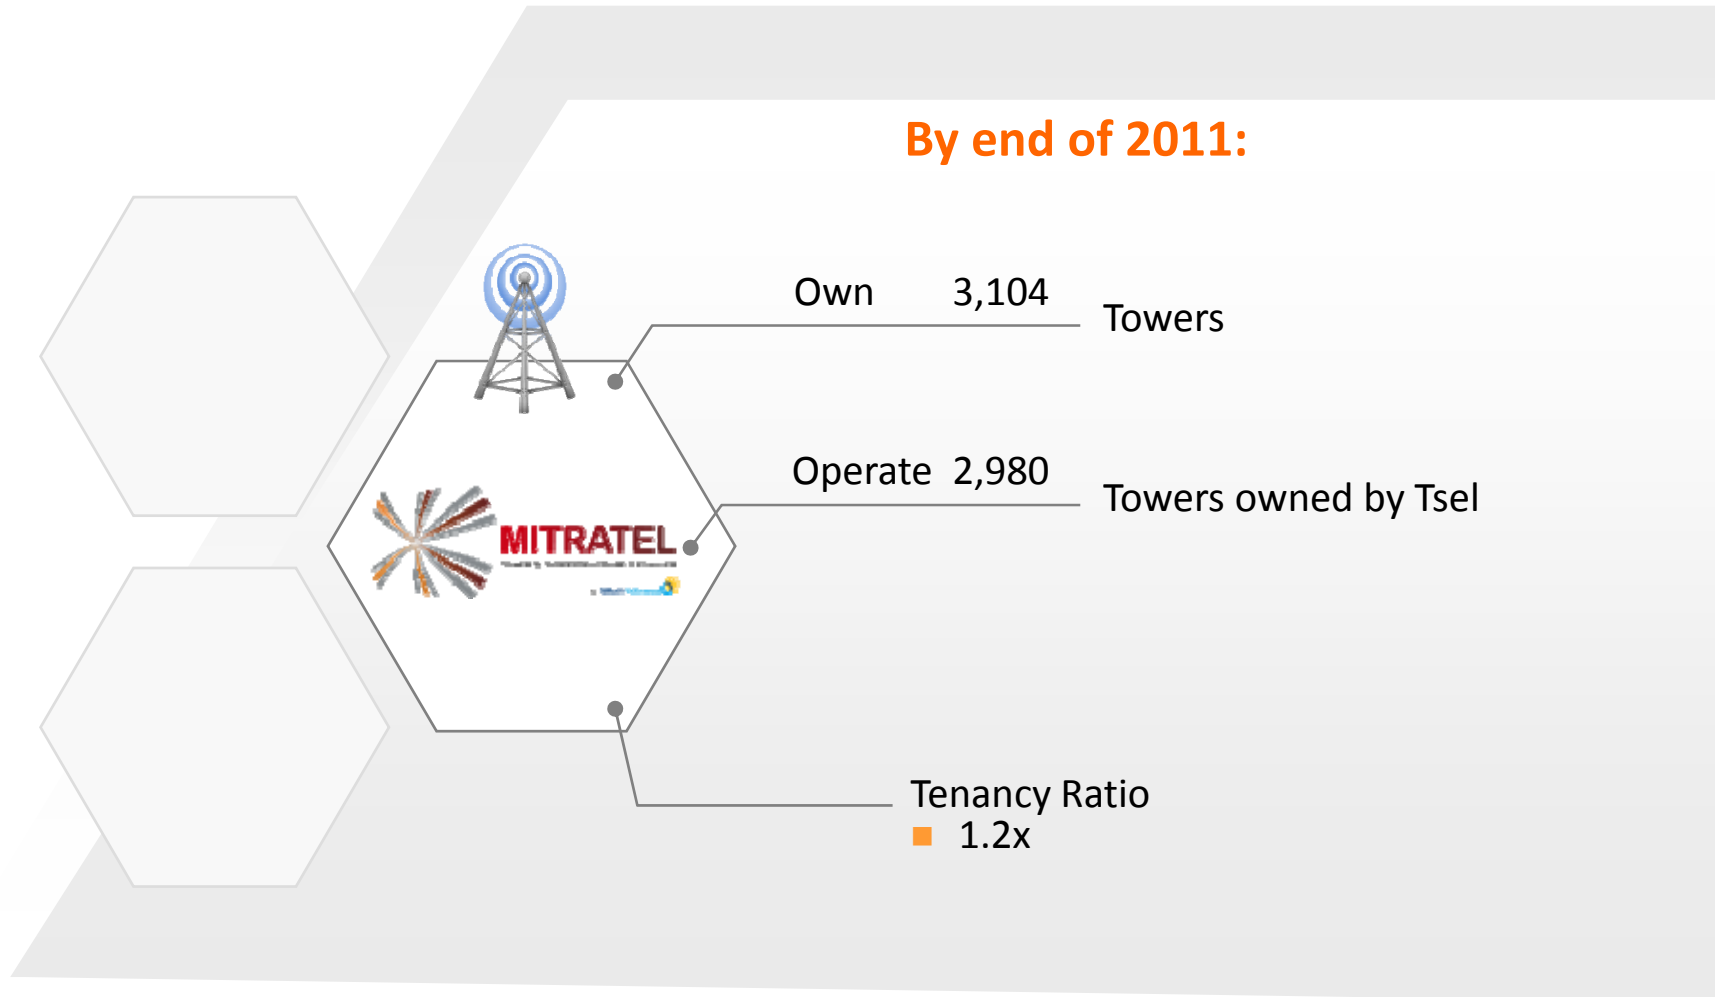 By end of 2011:
Own 3,104 Towers
Operate 2,980 Towers owned by Tsel
MITRATEL
Tenancy Ratio
1.2x